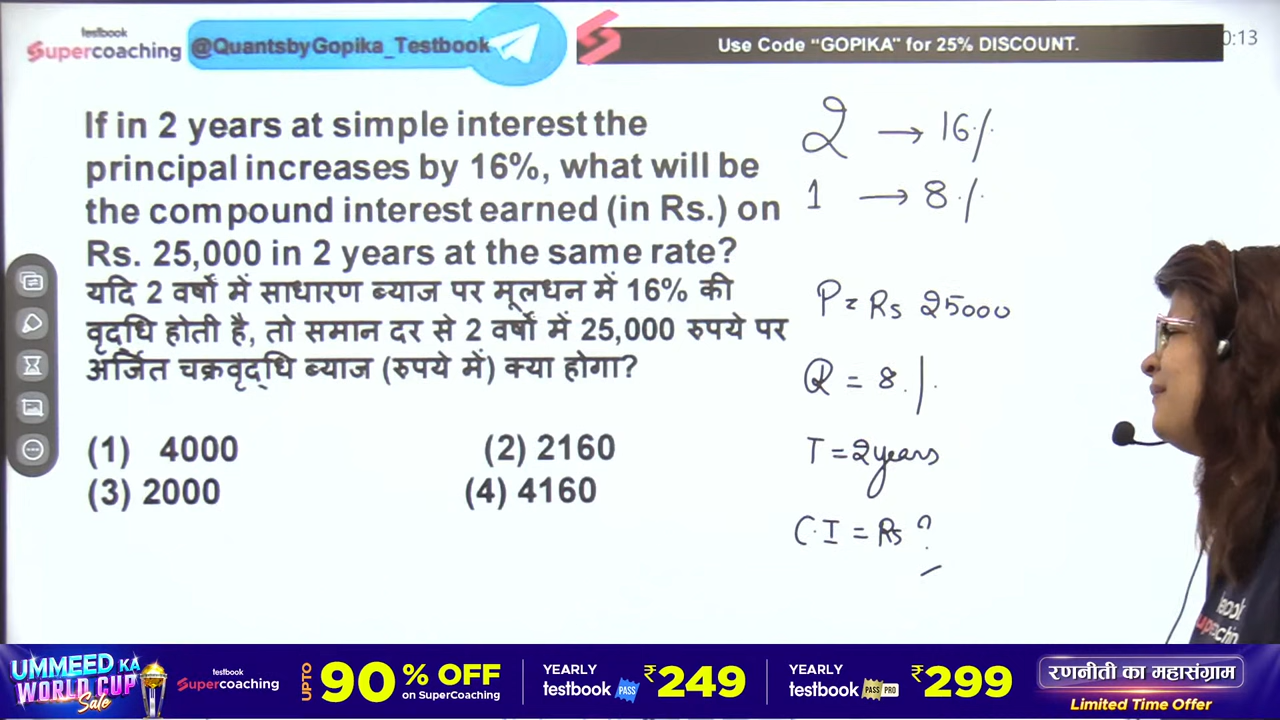 testbook
Supercoaching
@QuantsbyGopika_Testbook
Use Code “GOPIKA” for 25% DISCOUNT.
0:13
If in 2 years at simple interest the
principal increases by 16%, what will be
the compound interest earned (in Rs.) on
Rs. 25,000 in 2 years at the same rate?
यदि 2 वर्षों में साधारण ब्याज पर मूलधन में 16% की
वृद्धि होती है, तो समान दर से 2 वर्षों में 25,000 रुपये पर
अर्जित चक्रवृद्धि ब्याज (रुपये में) क्या होगा?
(1) 4000
(2) 2160
(3) 2000
(4) 4160
2 → 16%
1 → 8%
P = Rs 25000
R = 8%
T = 2 years
C.I = Rs ?
testbook
supercoaching
UMMEED KA
WORLD CUP
Sale
testbook
Supercoaching
UPTO 90% OFF
on SuperCoaching
YEARLY
testbook PASS
₹249
YEARLY
testbook PASS PRO
₹299
रणनीती का महासंग्राम
Limited Time Offer